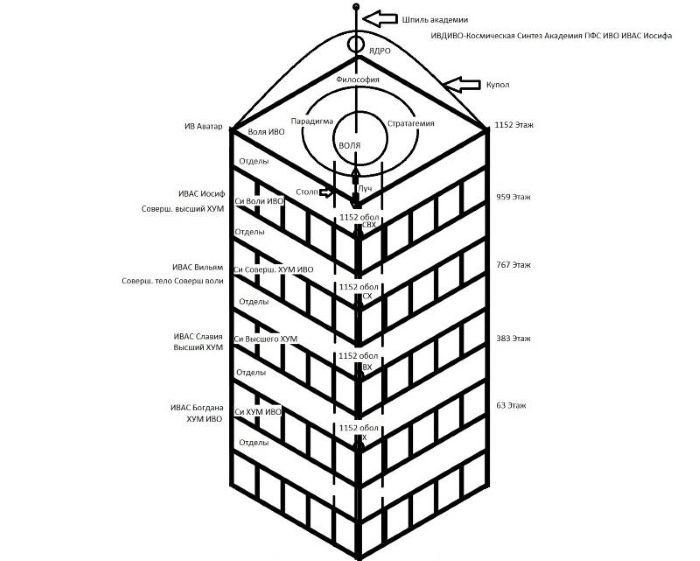 Шпиль академии
ИВДИВО-Космическая Синтез Академия ПФС ИВО ИВАС Иосифа
ЯДРО
Философия
Купол
Парадигма
Стратагемия
ИВ Аватар
Воля ИВО
1152 Этаж
ВОЛЯ
Отделы
Столп
Луч
ИВАС Иосиф
Соверш. высший ХУМ
Си Воли ИВО
959 Этаж
1152 обол
СВХ
Отделы
ИВАС Вильям
Соверш. тело Соверш воли
Си Соверш. ХУМ ИВО
767 Этаж
1152 обол
СХ
Отделы
ИВАС Славия
Высший ХУМ
Си Высшего ХУМ
383 Этаж
1152 обол
ВХ
Отделы
ИВАС Богдана
ХУМ ИВО
Си ХУМ ИВО
63 Этаж
1152 обол
Х
Отделы